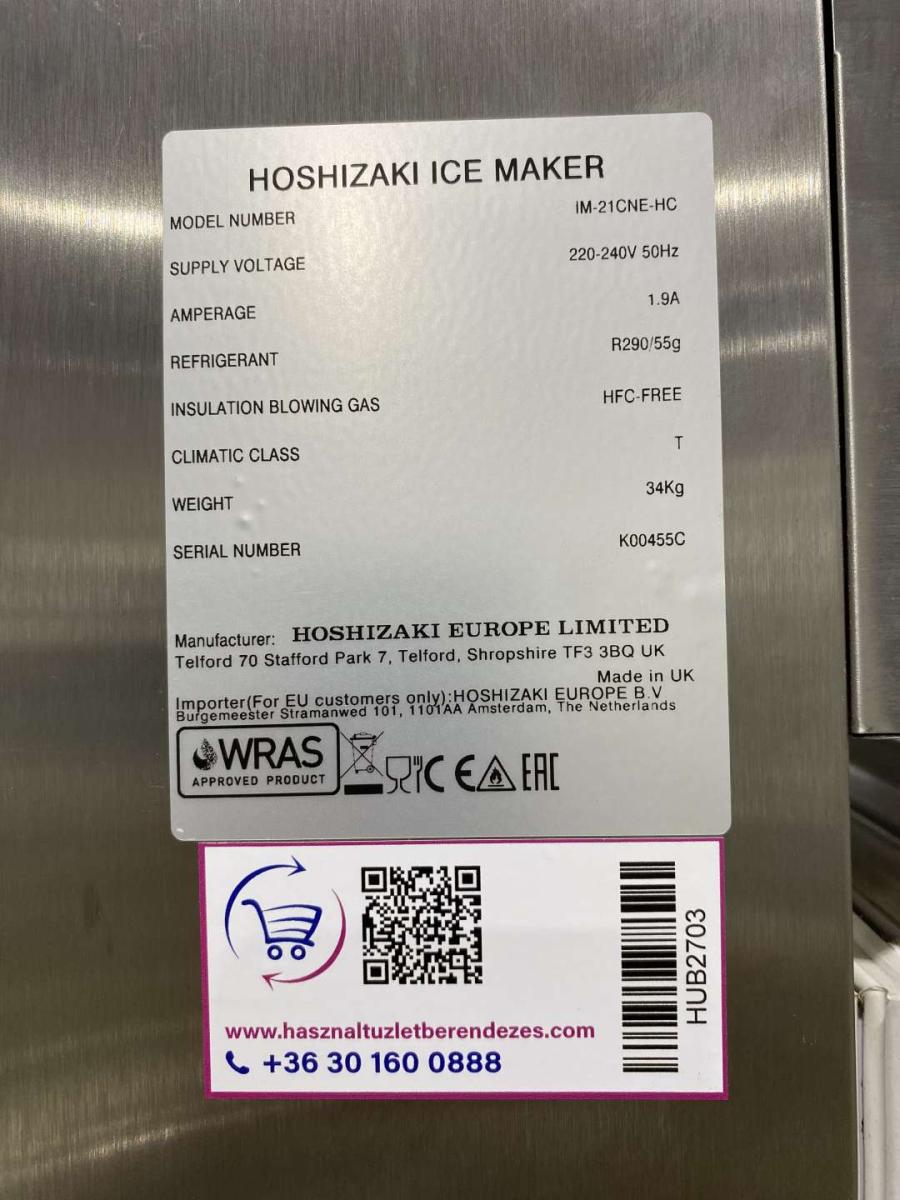 HOSHIZAKI ICE MAKER
MODEL NUMBER IM-21CNE-HC
SUPPLY VOLTAGE 220-240V 50Hz
AMPERAGE 1.9A
REFRIGERANT R290/55g
INSULATION BLOWING GAS HFC-FREE
CLIMATIC CLASS T
WEIGHT 34Kg
SERIAL NUMBER K00455C
Manufacturer: HOSHIZAKI EUROPE LIMITED
Telford 70 Stafford Park 7, Telford, Shropshire TF3 3BQ UK
Made in UK
Importer(For EU customers only):HOSHIZAKI EUROPE B.V
Burgemeester Stramanwed 101, 1101AA Amsterdam, The Netherlands
WRAS
APPROVED PRODUCT
CE EAC
HUB2703
www.hasznaltuzletberendezes.com
+36 30 160 0888